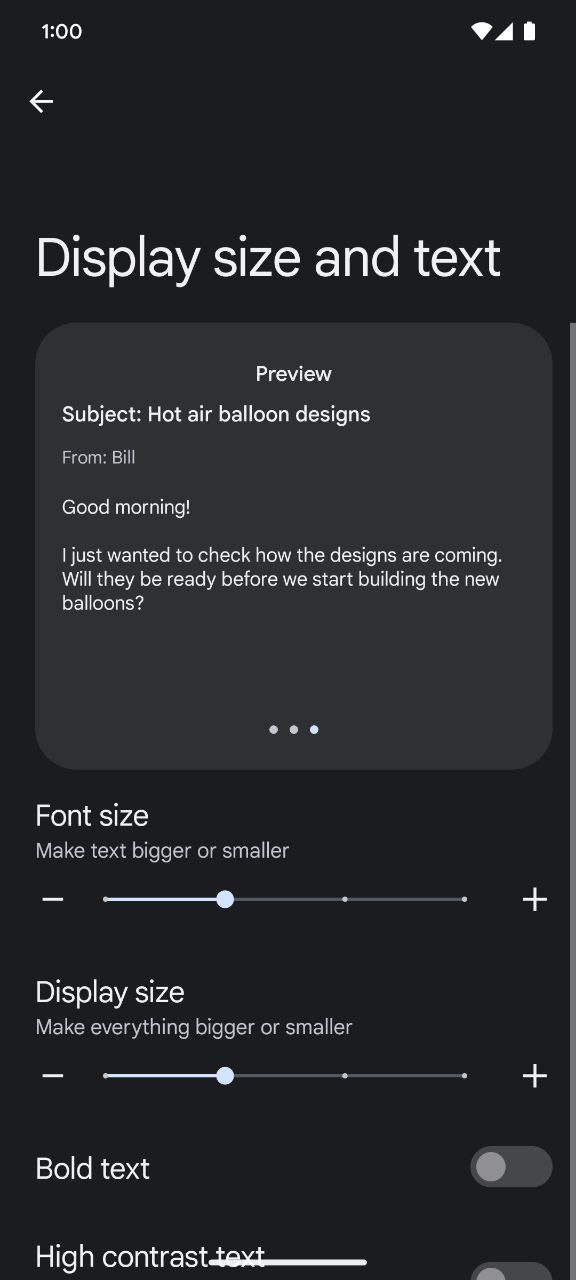 1:00
Display size and text
Preview
Subject: Hot air balloon designs
From: Bill
Good morning!
I just wanted to check how the designs are coming.
Will they be ready before we start building the new
balloons?
Font size
Make text bigger or smaller
Display size
Make everything bigger or smaller
Bold text
High contrast text